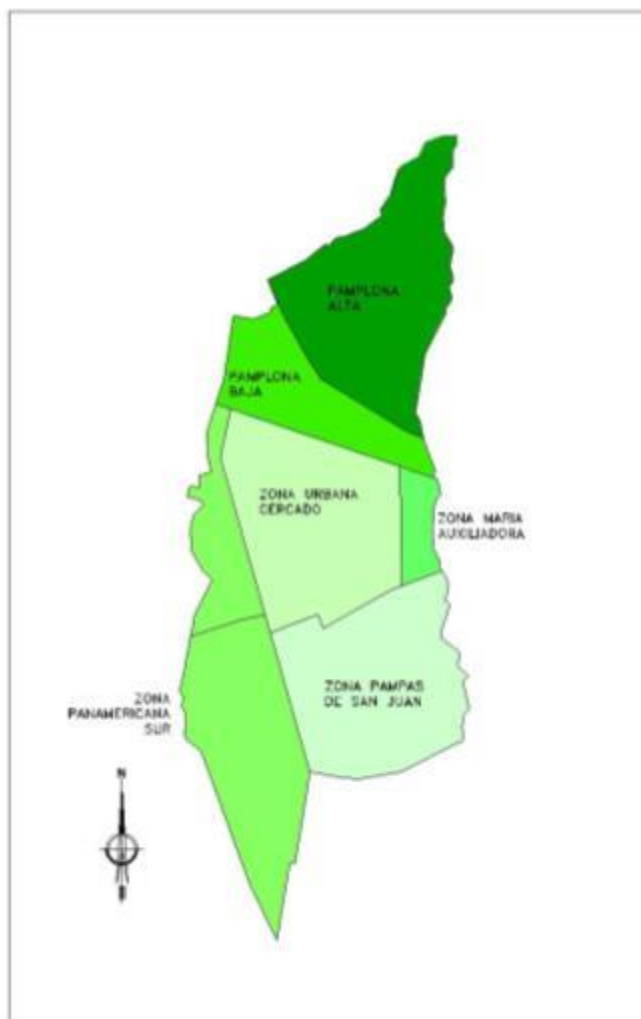 PAMPLONA
ALTA
PAMPLONA
BAJA
ZONA URBANA
CERCADO
ZONA MARIA
AUXILIADORA
ZONA PAMPAS
DE SAN JUAN
ZONA
PANAMERICANA
SUR
N